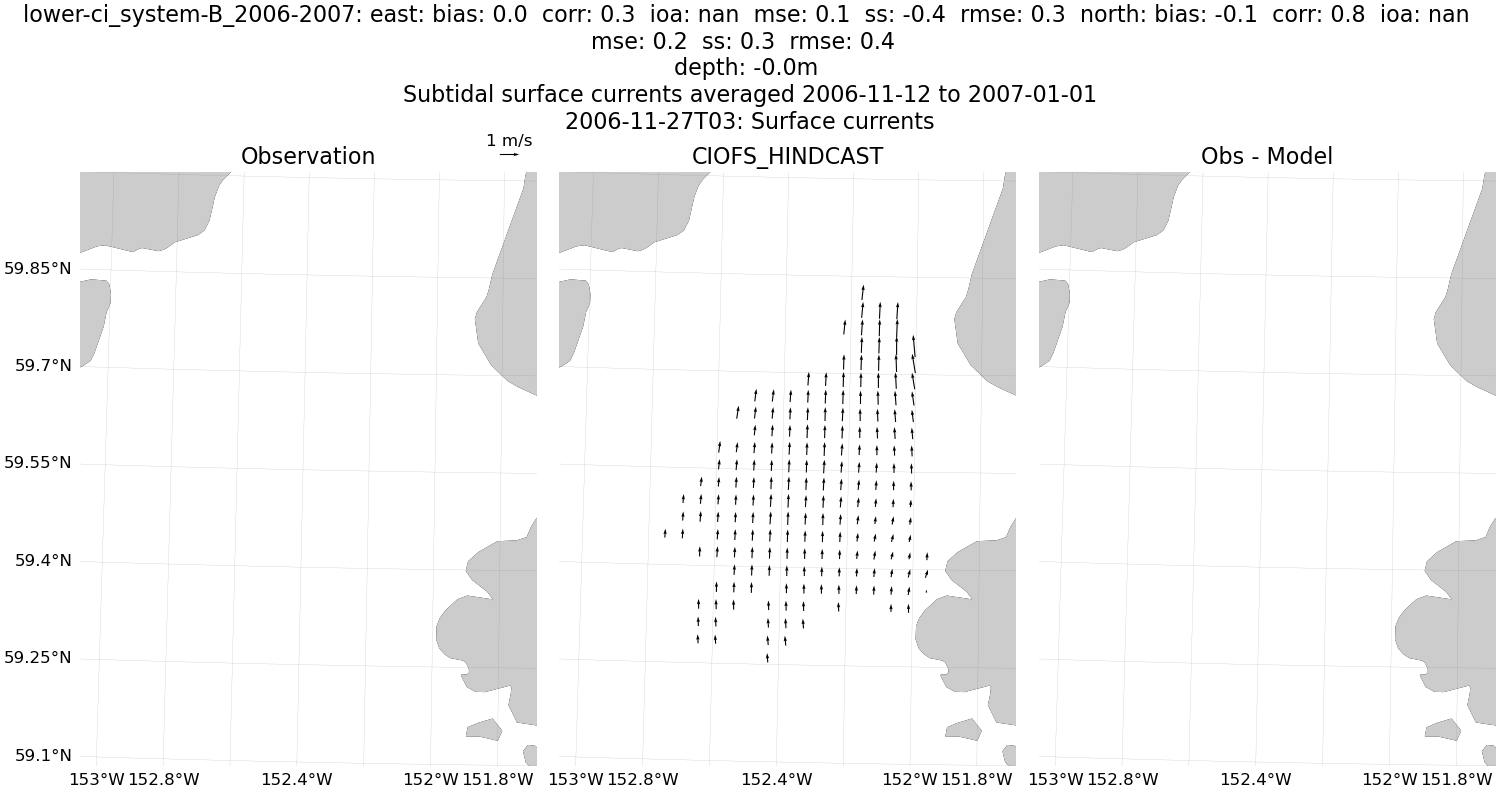 lower-ci_system-B_2006-2007: east: bias: 0.0  corr: 0.3  ioa: nan  mse: 0.1  ss: -0.4  rmse: 0.3  north: bias: -0.1  corr: 0.8  ioa: nan
mse: 0.2  ss: 0.3  rmse: 0.4
depth: -0.0m
Subtidal surface currents averaged 2006-11-12 to 2007-01-01
2006-11-27T03: Surface currents
1 m/s
Observation
CIOFS_HINDCAST
Obs - Model
59.85°N
59.7°N
59.55°N
59.4°N
59.25°N
59.1°N
153°W 152.8°W 152.4°W 152°W 151.8°W
153°W 152.8°W 152.4°W 152°W 151.8°W
153°W 152.8°W 152.4°W 152°W 151.8°W